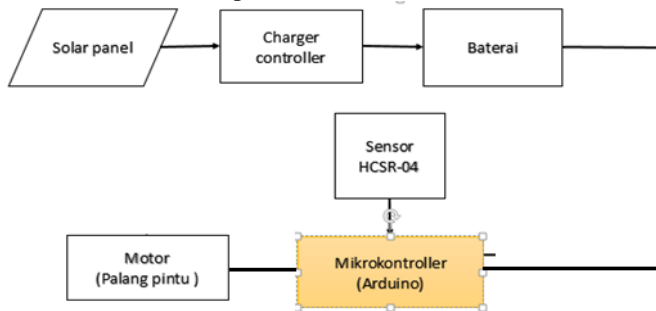 Solar panel
Charger
controller
Baterai
Sensor
HCSR-04
Motor
(Palang pintu )
Mikrokontroller
(Arduino)